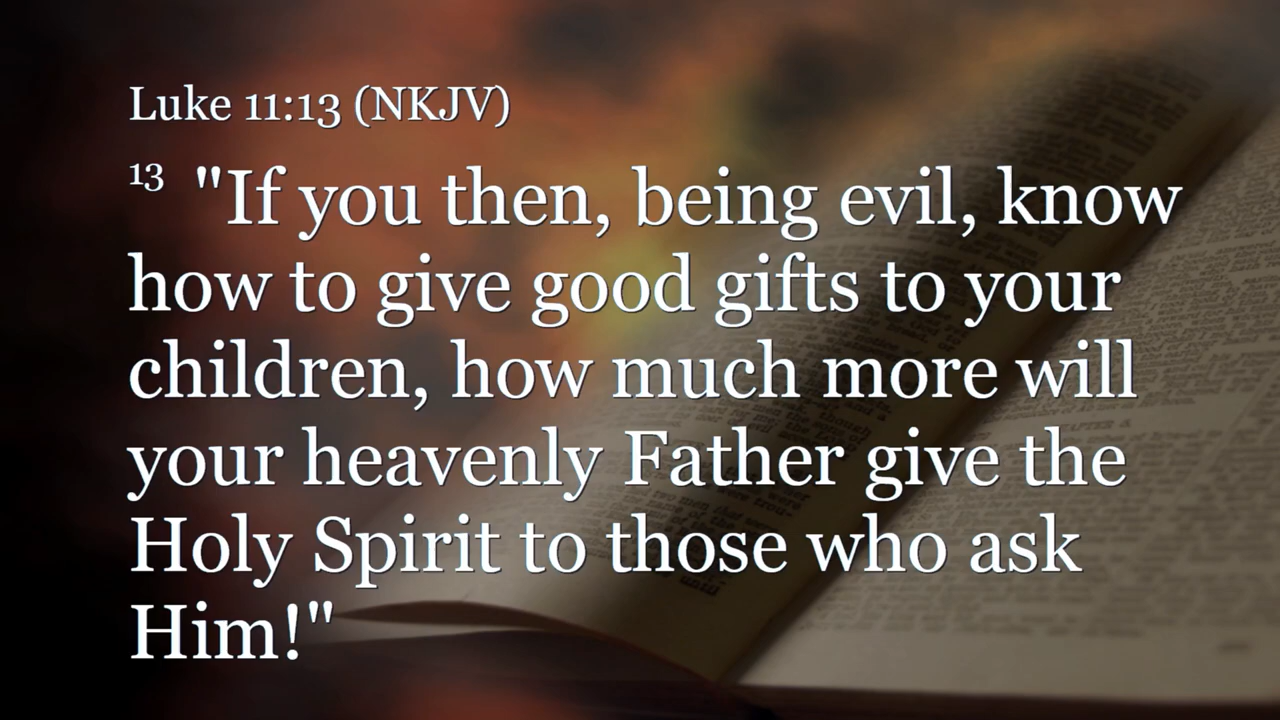 Luke 11:13 (NKJV)
13 "If you then, being evil, know
how to give good gifts to your
children, how much more will
your heavenly Father give the
Holy Spirit to those who ask
Him!"